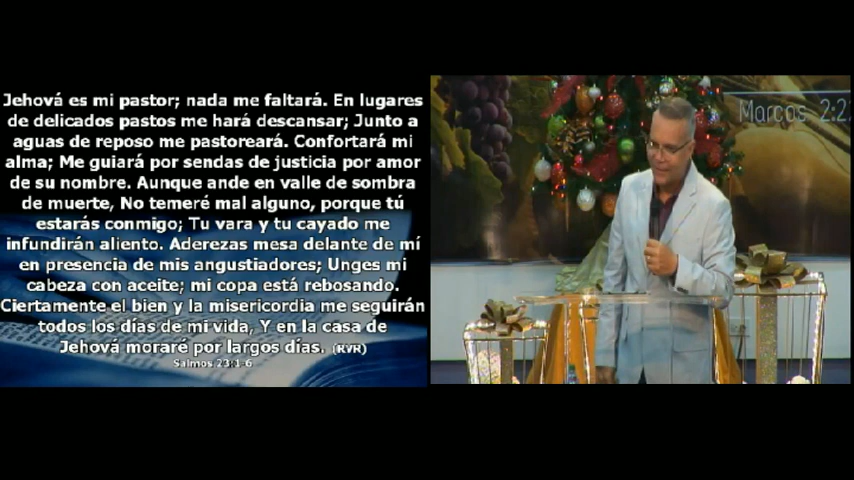 Jehová es mi pastor; nada me faltará. En lugares
de delicados pastos me hará descansar; Junto a
aguas de reposo me pastoreará. Confortará mi
alma; Me guiará por sendas de justicia por amor
de su nombre. Aunque ande en valle de sombra
de muerte, No temeré mal alguno, porque tú
estarás conmigo; Tu vara y tu cayado me
infundirán aliento. Aderezas mesa delante de mí
en presencia de mis angustiadores; Unges mi
cabeza con aceite; mi copa está rebosando.
Ciertamente el bien y la misericordia me seguirán
todos los días de mi vida, Y en la casa de
Jehová moraré por largos días. (RVR)
Salmos 23:1-6
Marcos 2:2